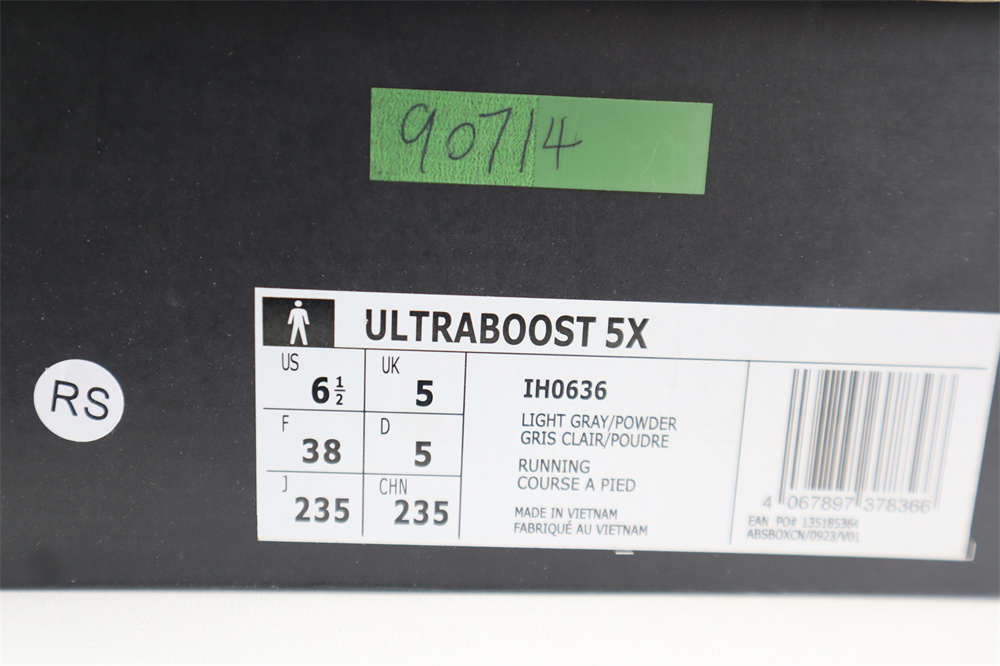 90714
RS
ULTRABOOST 5X
US 6 1/2
UK 5
F 38
D 5
J 235
CHN 235
IH0636
LIGHT GRAY/POWDER
GRIS CLAIR/POUDRE
RUNNING
COURSE A PIED
MADE IN VIETNAM
FABRIQUÉ AU VIETNAM
4 067897 378366
EAN PO# 135185364
ABSBOXCN/0923/V01